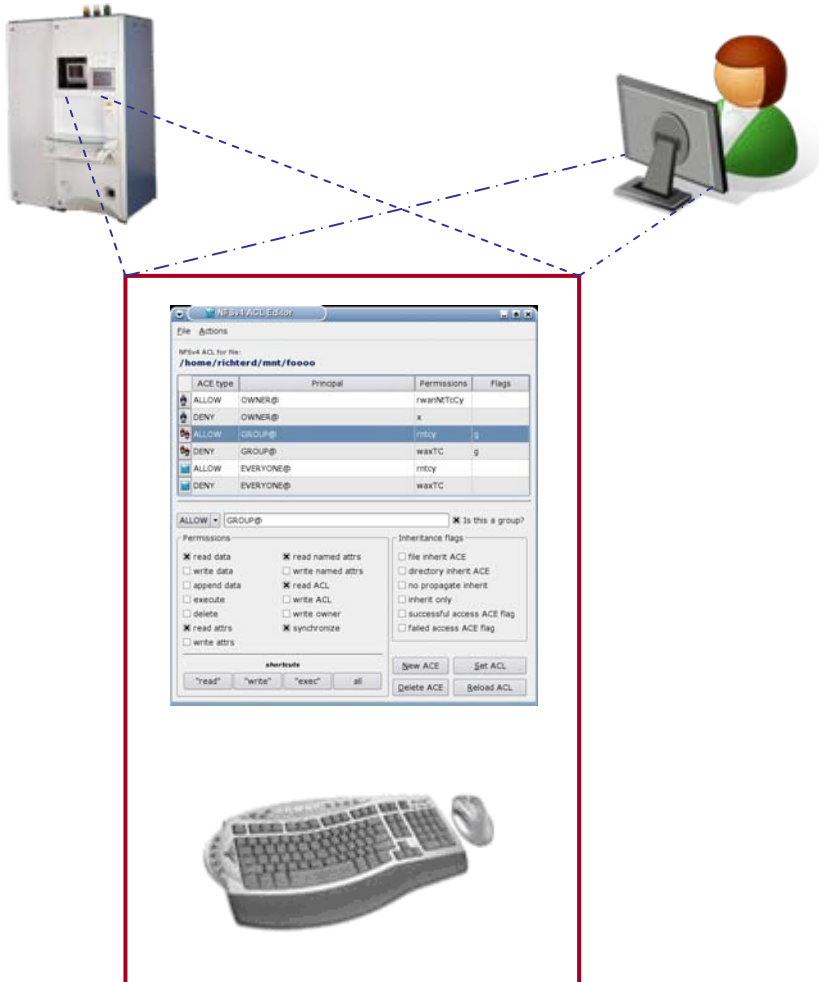 NFSv4 ACL Editor
File Actions
NFSv4 ACL for file:
/home/richterd/mnt/foooo
ACE type Principal Permissions Flags
ALLOW OWNER@ rwanNtTcCy
DENY OWNER@ x
ALLOW GROUP@ rntcy g
DENY GROUP@ waxTC g
ALLOW EVERYONE@ rntcy
DENY EVERYONE@ waxTC
ALLOW GROUP@ Is this a group?
Permissions Inheritance flags
read data read named attrs file inherit ACE
write data write named attrs directory inherit ACE
append data read ACL no propagate inherit
execute write ACL inherit only
delete write owner successful access ACE flag
read attrs synchronize failed access ACE flag
write attrs
shortcuts
New ACE Set ACL
"read" "write" "exec" all
Delete ACE Reload ACL